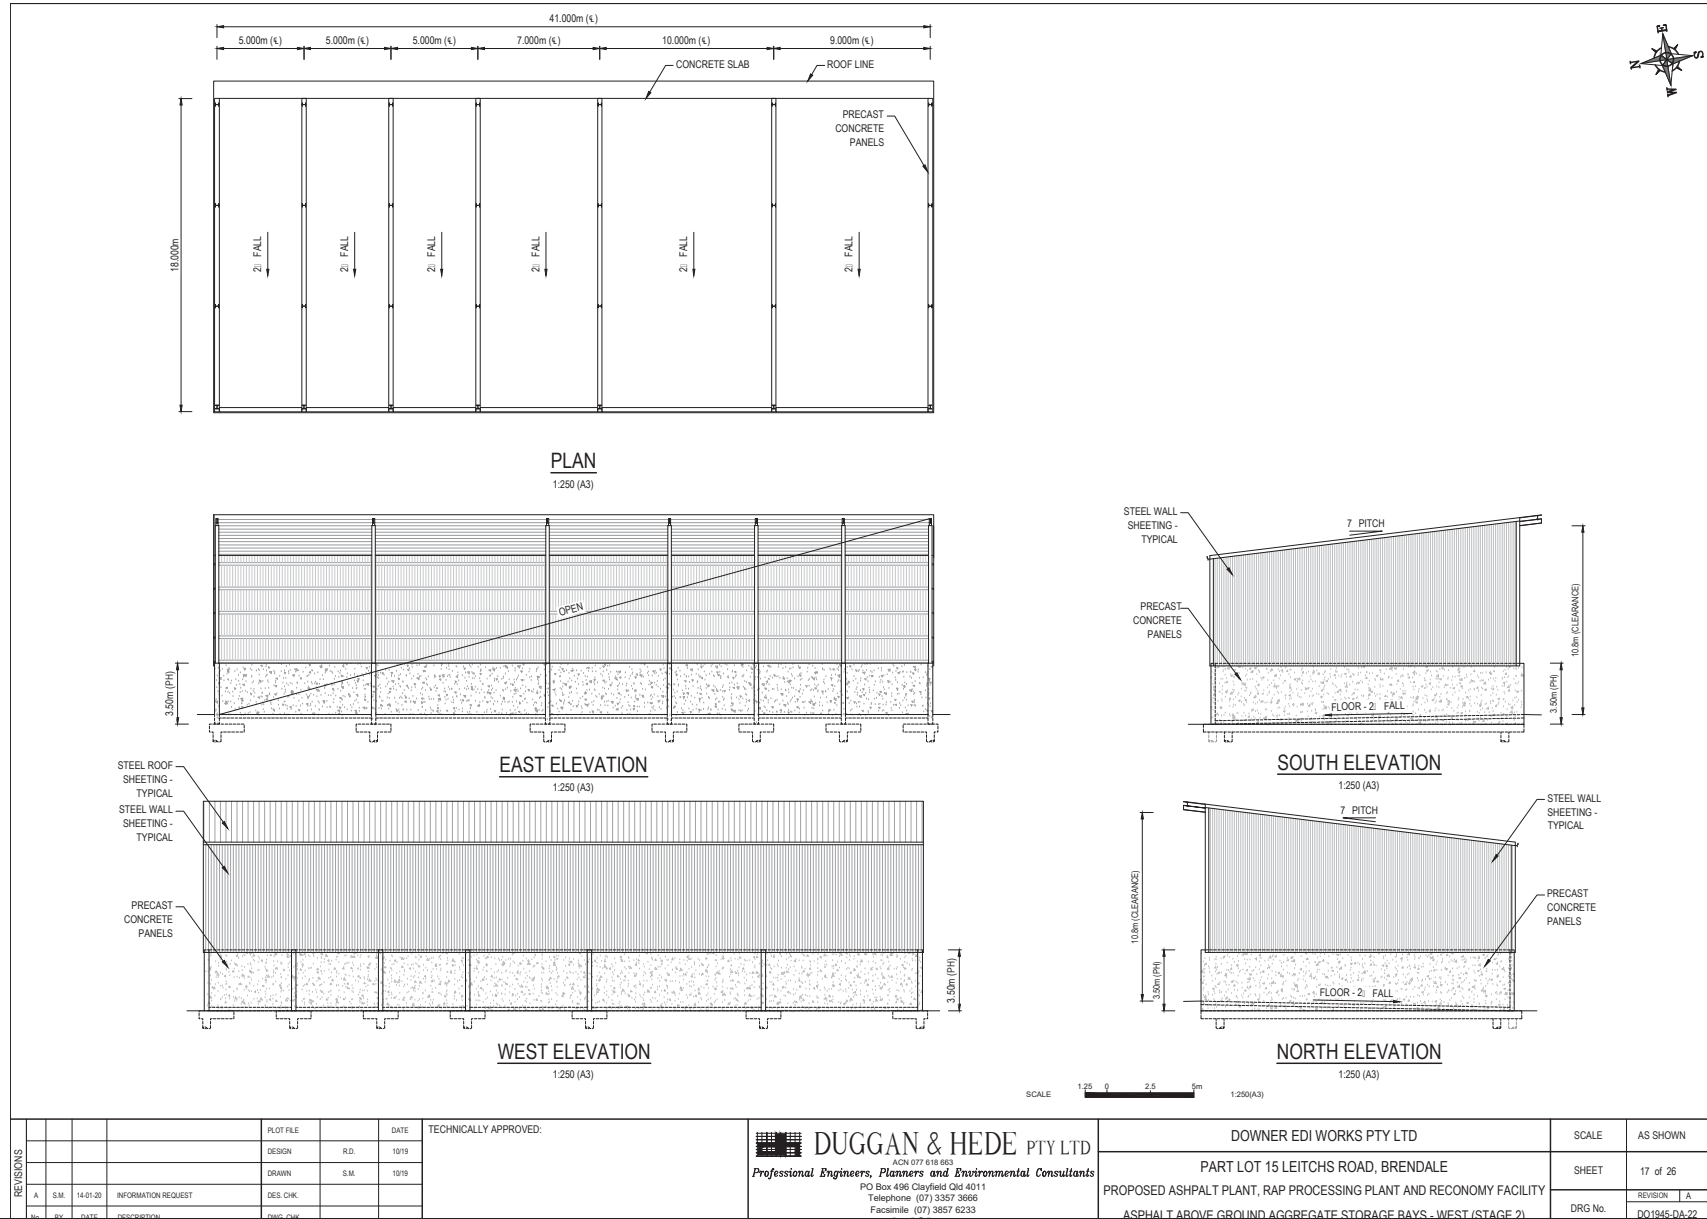 41.000m (℄)
5.000m (℄) 5.000m (℄) 5.000m (℄) 7.000m (℄) 10.000m (℄) 9.000m (℄)
CONCRETE SLAB
ROOF LINE
PRECAST
CONCRETE
PANELS
18.000m
2▯ FALL
2▯ FALL
2▯ FALL
2▯ FALL
2▯ FALL
2▯ FALL
PLAN
1:250 (A3)
N
E
S
W
OPEN
3.50m (PH)
EAST ELEVATION
1:250 (A3)
STEEL WALL
SHEETING -
TYPICAL
PRECAST
CONCRETE
PANELS
7 PITCH
FLOOR - 2▯ FALL
3.50m (PH)
10.8m (CLEARANCE)
SOUTH ELEVATION
1:250 (A3)
STEEL ROOF
SHEETING -
TYPICAL
STEEL WALL
SHEETING -
TYPICAL
PRECAST
CONCRETE
PANELS
3.50m (PH)
WEST ELEVATION
1:250 (A3)
7 PITCH
STEEL WALL
SHEETING -
TYPICAL
PRECAST
CONCRETE
PANELS
10.8m (CLEARANCE)
3.50m (PH)
FLOOR - 2▯ FALL
NORTH ELEVATION
1:250 (A3)
SCALE 1.25 0 2.5 5m 1:250(A3)
REVISIONS
A S.M. 14-01-20 INFORMATION REQUEST
No. BY DATE DESCRIPTION
PLOT FILE DATE
DESIGN R.D. 10/19
DRAWN S.M. 10/19
DES. CHK.
DWG. CHK.
TECHNICALLY APPROVED:
DUGGAN & HEDE PTY LTD
ACN 077 618 663
Professional Engineers, Planners and Environmental Consultants
PO Box 496 Clayfield Qld 4011
Telephone (07) 3357 3666
Facsimile (07) 3857 6233
DOWNER EDI WORKS PTY LTD
PART LOT 15 LEITCHS ROAD, BRENDALE
PROPOSED ASHPALT PLANT, RAP PROCESSING PLANT AND RECONOMY FACILITY
ASPHALT ABOVE GROUND AGGREGATE STORAGE BAYS - WEST (STAGE 2)
SCALE AS SHOWN
SHEET 17 of 26
REVISION A
DRG No. DO1945-DA-22